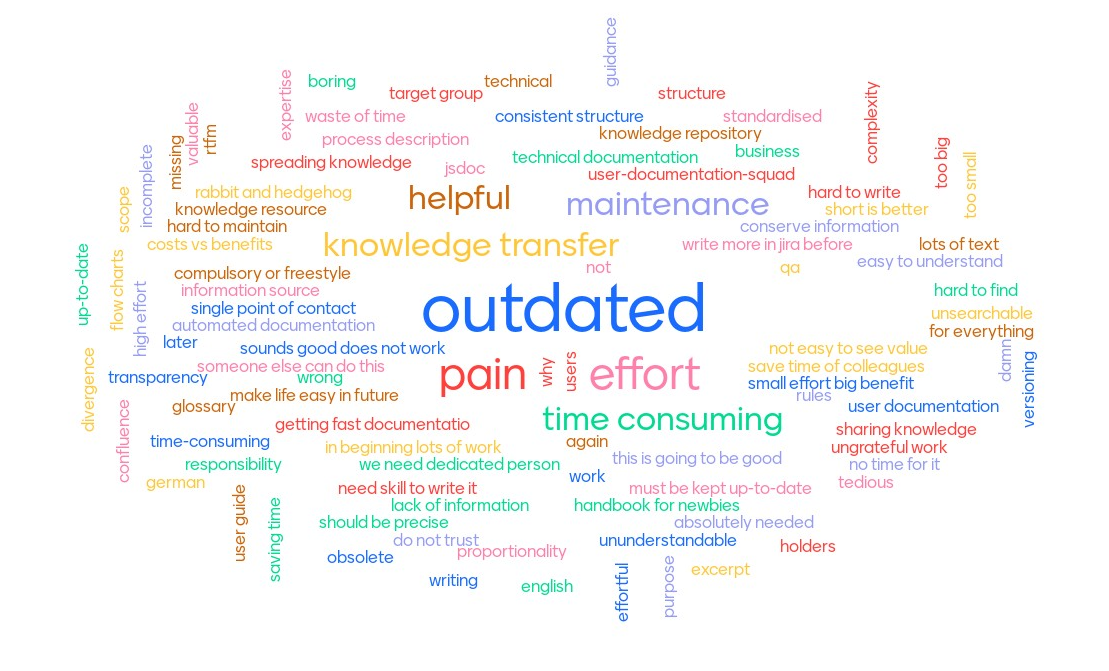 guidance
boring
technical
target group
structure
expertise
waste of time
consistent structure
standardised
complexity
valuable
rtfm
process description
knowledge repository
missing
incomplete
spreading knowledge
jsdoc
technical documentation
business
user-documentation-squad
too big
too small
scope
rabbit and hedgehog
helpful
maintenance
hard to write
knowledge resource
short is better
hard to maintain
conserve information
costs vs benefits
knowledge transfer
write more in jira before
lots of text
up-to-date
flow charts
high effort
compulsory or freestyle
not
qa
easy to understand
information source
hard to find
single point of contact
outdated
unsearchable
automated documentation
for everything
later
sounds good does not work
not easy to see value
damn
versioning
divergence
someone else can do this
pain
why
users
effort
save time of colleagues
transparency
wrong
small effort big benefit
make life easy in future
rules
glossary
user documentation
confluence
getting fast documentatio
time consuming
sharing knowledge
time-consuming
in beginning lots of work
again
ungrateful work
responsibility
we need dedicated person
this is going to be good
no time for it
german
work
tedious
user guide
saving time
need skill to write it
must be kept up-to-date
lack of information
handbook for newbies
should be precise
absolutely needed
do not trust
ununderstandable
holders
obsolete
proportionality
writing
english
effortful
purpose
excerpt